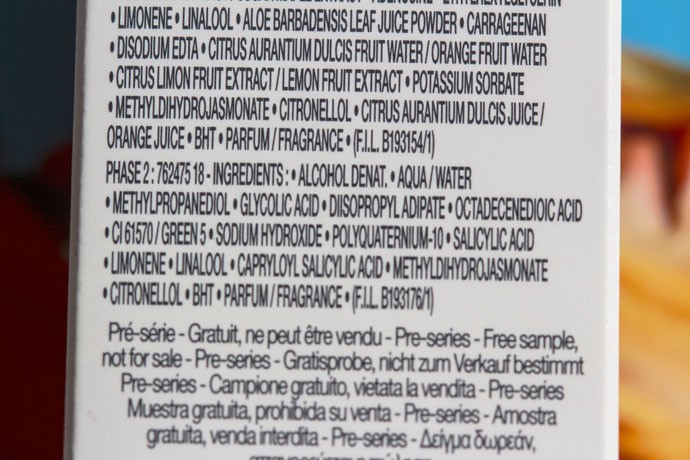 • LIMONENE • LINALOOL • ALOE BARBADENSIS LEAF JUICE POWDER • CARRAGEENAN
• DISODIUM EDTA • CITRUS AURANTIUM DULCIS FRUIT WATER / ORANGE FRUIT WATER
• CITRUS LIMON FRUIT EXTRACT / LEMON FRUIT EXTRACT • POTASSIUM SORBATE
• METHYLDIHYDROJASMONATE • CITRONELLOL • CITRUS AURANTIUM DULCIS JUICE /
ORANGE JUICE • BHT • PARFUM / FRAGRANCE • (F.I.L. B193154/1)
PHASE 2 : 762475 18 - INGREDIENTS : • ALCOHOL DENAT. • AQUA / WATER
• METHYLPROPANEDIOL • GLYCOLIC ACID • DIISOPROPYL ADIPATE • OCTADECENEDIOIC ACID
• CI 61570 / GREEN 5 • SODIUM HYDROXIDE • POLYQUATERNIUM-10 • SALICYLIC ACID
• LIMONENE • LINALOOL • CAPRYLOYL SALICYLIC ACID • METHYLDIHYDROJASMONATE
• CITRONELLOL • BHT • PARFUM / FRAGRANCE • (F.I.L. B193176/1)
Pré-série - Gratuit, ne peut être vendu - Pre-series - Free sample,
not for sale - Pre-series - Gratisprobe, nicht zum Verkauf bestimmt
Pre-series - Campione gratuito, vietata la vendita - Pre-series
Muestra gratuita, prohibida su venta - Pre-series - Amostra
gratuita, venda interdita - Pre-series - Δείγμα δωρεάν,